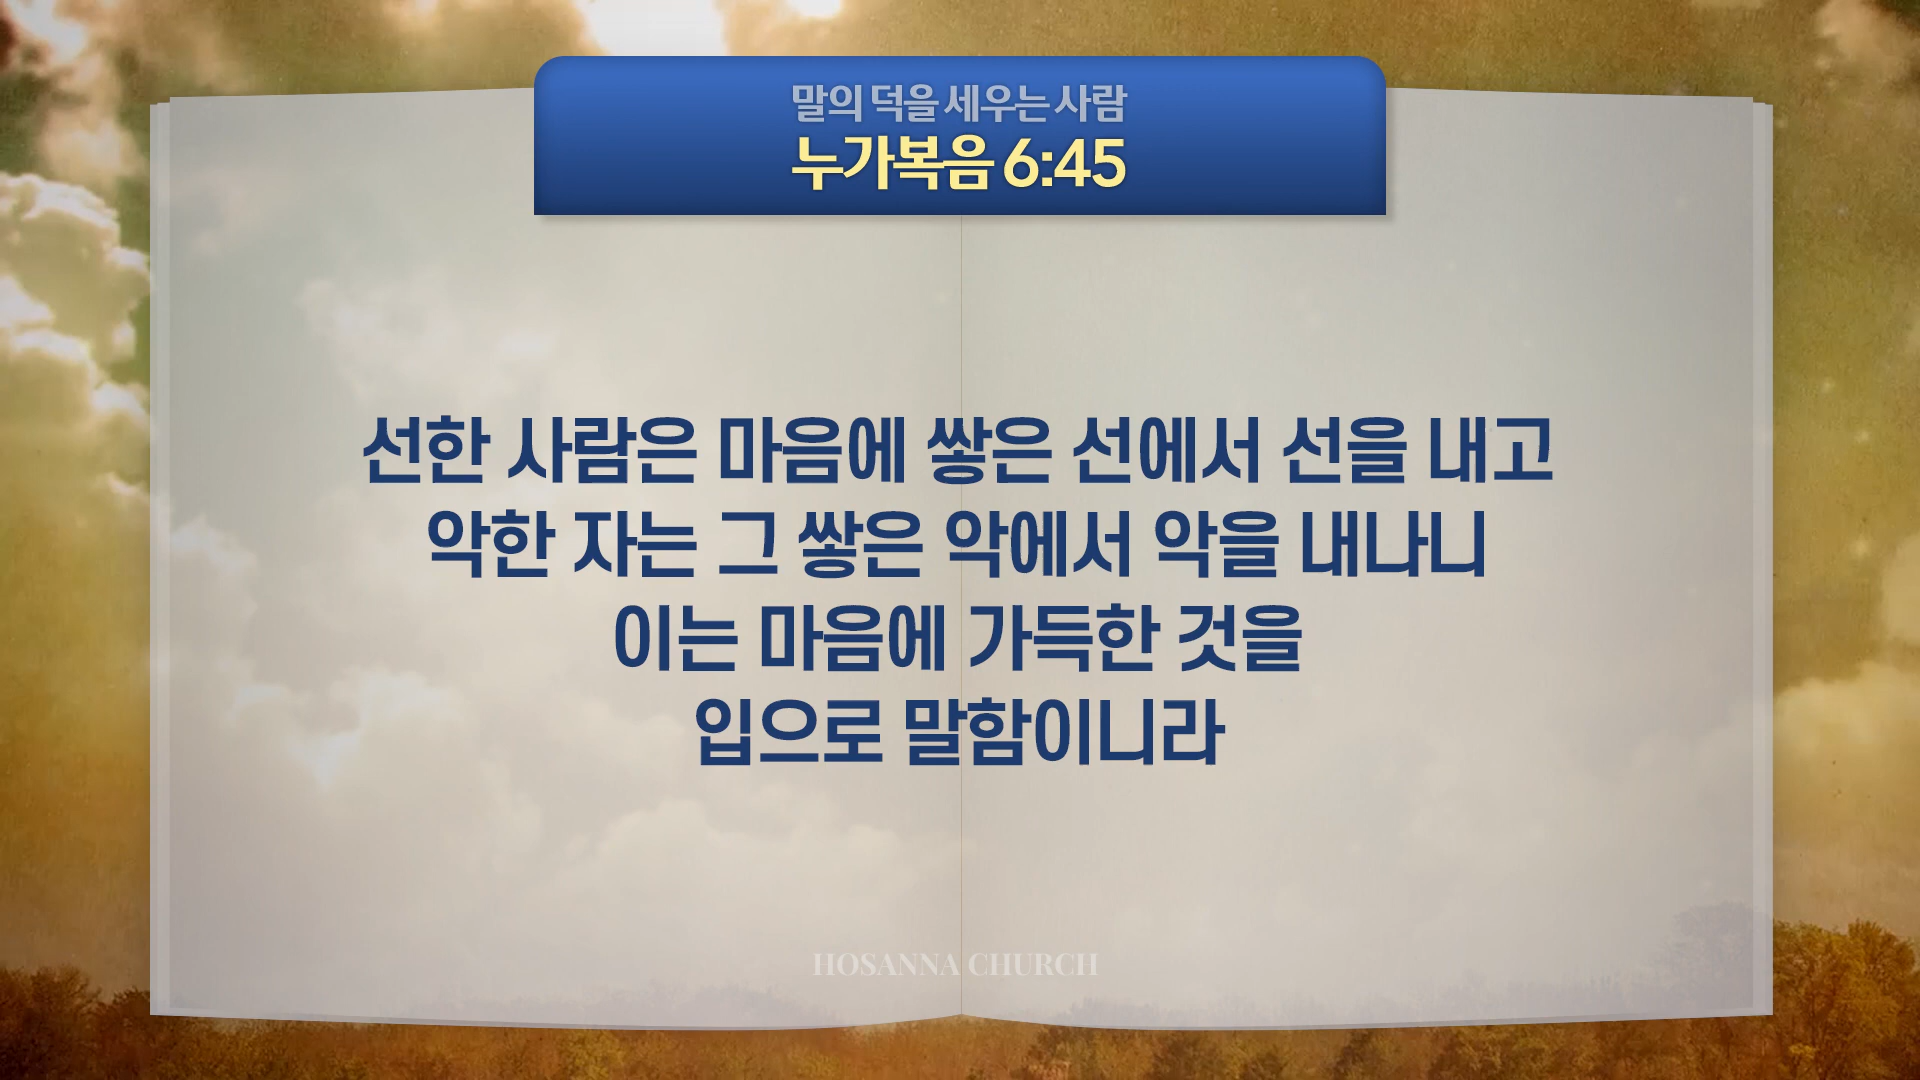 말의 덕을 세우는 사람
누가복음 6:45
선한 사람은 마음에 쌓은 선에서 선을 내고
악한 자는 그 쌓은 악에서 악을 내나니
이는 마음에 가득한 것을
입으로 말함이니라
HOSANNA CHURCH